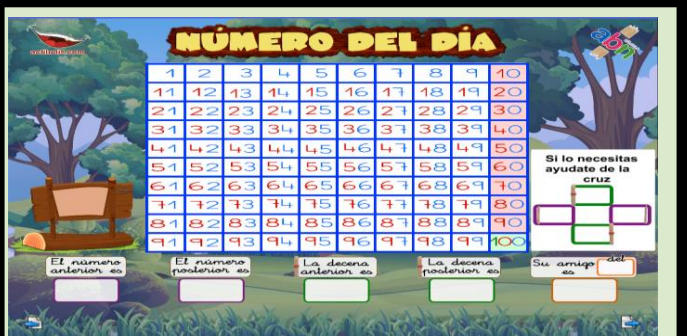 actiludis.com
NÚMERO DEL DÍA
abn
1 2 3 4 5 6 7 8 9 10
11 12 13 14 15 16 17 18 19 20
21 22 23 24 25 26 27 28 29 30
31 32 33 34 35 36 37 38 39 40
41 42 43 44 45 46 47 48 49 50
51 52 53 54 55 56 57 58 59 60
61 62 63 64 65 66 67 68 69 70
71 72 73 74 75 76 77 78 79 80
81 82 83 84 85 86 87 88 89 90
91 92 93 94 95 96 97 98 99 100
Si lo necesitas
ayudate de la
cruz
El número
anterior es
El número
posterior es
La decena
anterior es
La decena
posterior es
Su amigo del
es